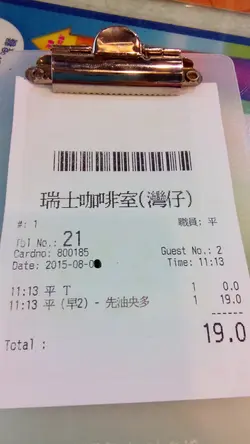 瑞士咖啡室(灣仔)
#: 1 職員: 平
Tbl No.: 21
Cardno: 800185 Guest No.: 2
Date: 2015-08-0 Time: 11:13
11:13 平 T 1 0.0
11:13 平 (早2) - 先油央多 1 19.0
19.0
Total :